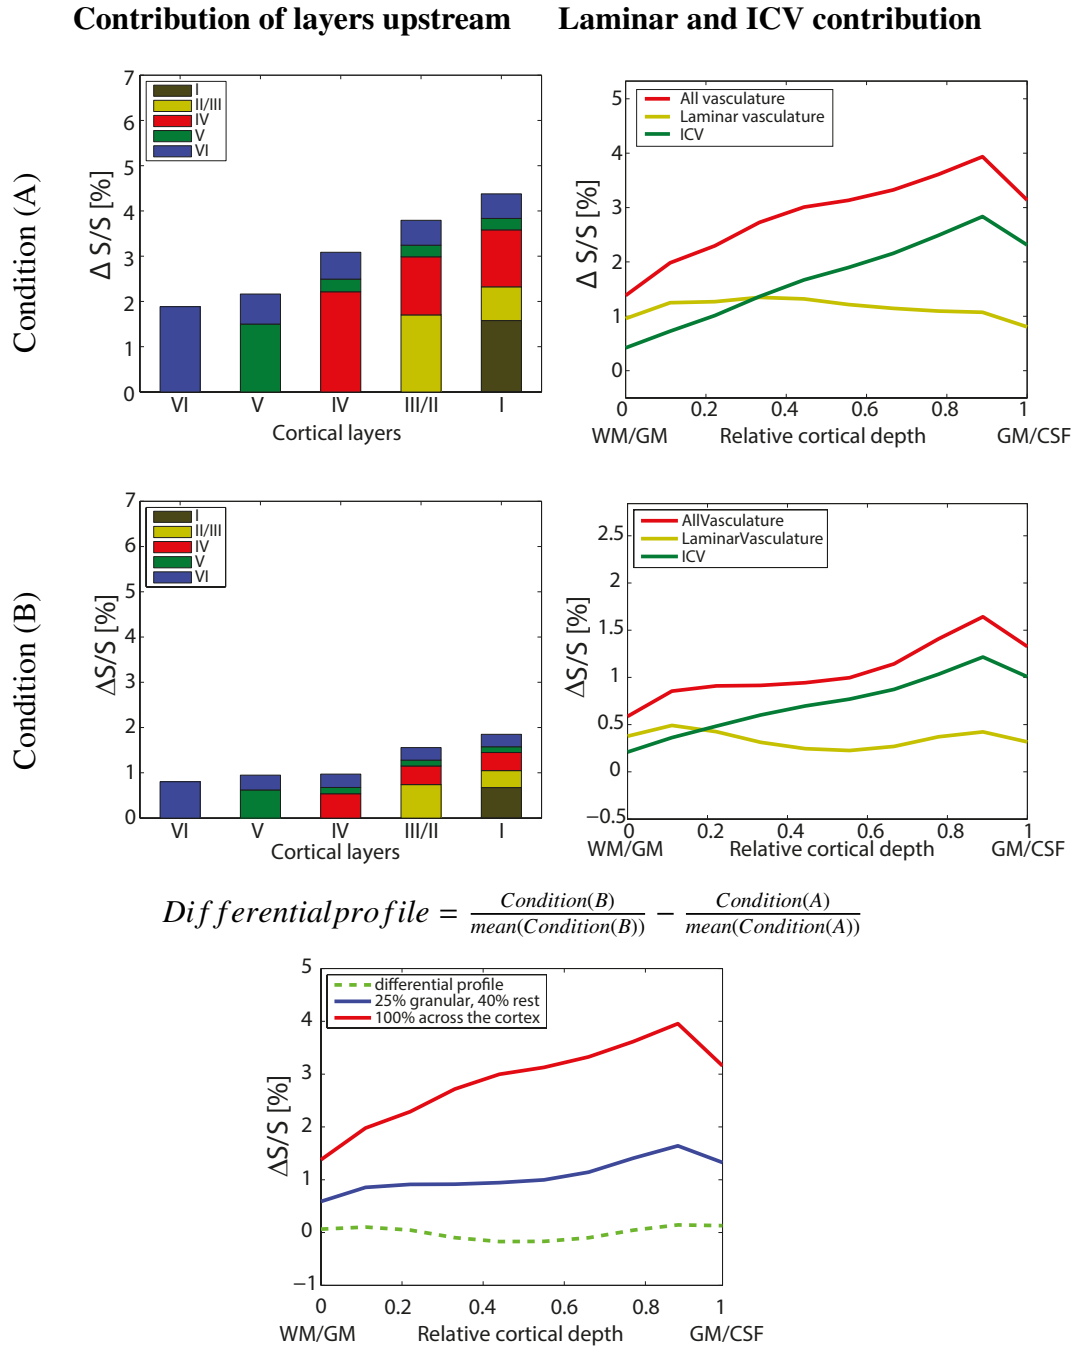 Contribution of layers upstream
Laminar and ICV contribution
Condition (A)
Δ S/S [%]
7
6
5
4
3
2
1
0
I
II/III
IV
V
VI
VI
V
IV
III/II
I
Cortical layers
Δ S/S [%]
5
4
3
2
1
0
All vasculature
Laminar vasculature
ICV
0
0.2
0.4
0.6
0.8
1
WM/GM
Relative cortical depth
GM/CSF
Condition (B)
ΔS/S [%]
7
6
5
4
3
2
1
0
I
II/III
IV
V
VI
VI
V
IV
III/II
I
Cortical layers
ΔS/S [%]
2.5
2
1.5
1
0.5
0
−0.5
AllVasculature
LaminarVasculature
ICV
0
0.2
0.4
0.6
0.8
1
WM/GM
Relative cortical depth
GM/CSF
Differentialprofile = Condition(B)/mean(Condition(B)) − Condition(A)/mean(Condition(A))
ΔS/S [%]
5
4
3
2
1
0
−1
differential profile
25% granular, 40% rest
100% across the cortex
0
0.2
0.4
0.6
0.8
1
WM/GM
Relative cortical depth
GM/CSF